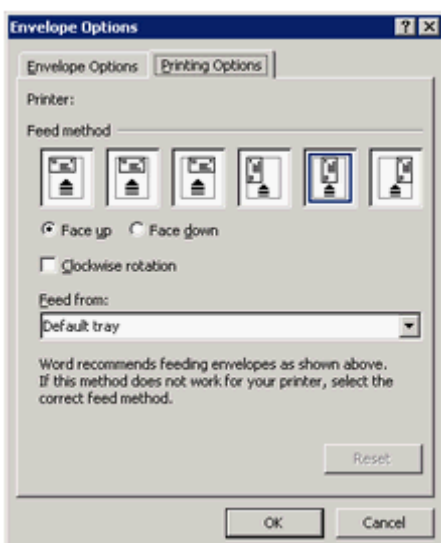 Envelope Options
Envelope Options Printing Options
Printer:
Feed method
Face up Face down
Clockwise rotation
Feed from:
Default tray
Word recommends feeding envelopes as shown above.
If this method does not work for your printer, select the
correct feed method.
Reset
OK Cancel